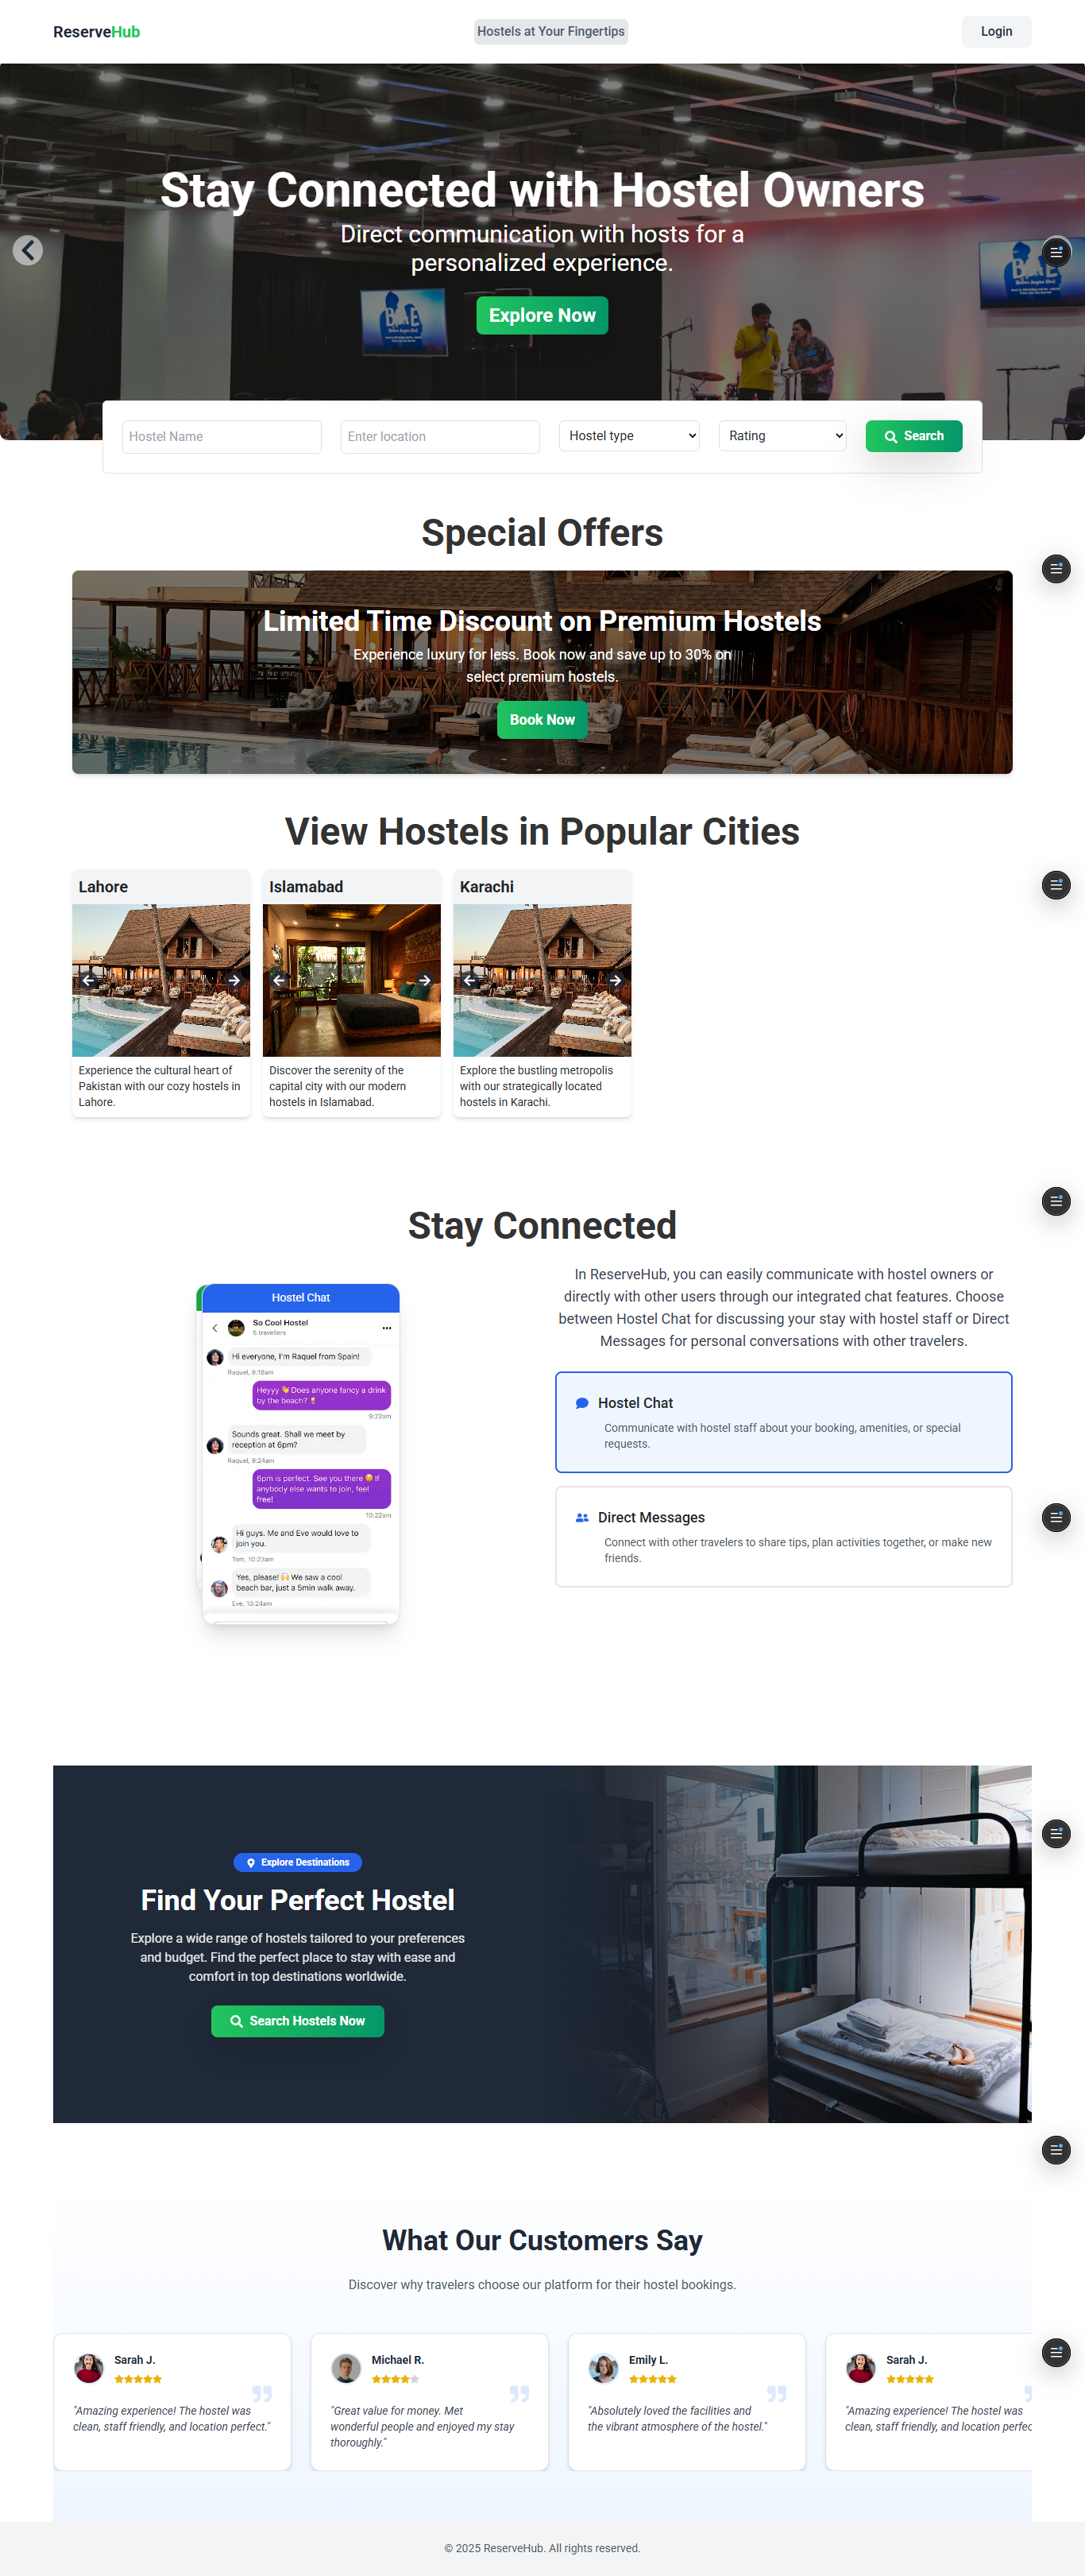 ReserveHub
Hostels at Your Fingertips
Login
Stay Connected with Hostel Owners
Direct communication with hosts for a
personalized experience.
Explore Now
Hostel Name
Enter location
Hostel type
Rating
Search
Special Offers
Limited Time Discount on Premium Hostels
Experience luxury for less. Book now and save up to 30% on
select premium hostels.
Book Now
View Hostels in Popular Cities
Lahore
Experience the cultural heart of
Pakistan with our cozy hostels in
Lahore.
Islamabad
Discover the serenity of the
capital city with our modern
hostels in Islamabad.
Karachi
Explore the bustling metropolis
with our strategically located
hostels in Karachi.
Stay Connected
Hostel Chat
So Cool Hostel
5 travellers
Hi everyone, I'm Raquel from Spain!
Raquel, 9:18am
Heyyy 👋 Does anyone fancy a drink
by the beach? 🍹
9:22am
Sounds great. Shall we meet by
reception at 6pm?
Raquel, 9:24am
6pm is perfect. See you there 😄 If
anybody else wants to join, feel
free!
10:22am
Hi guys. Me and Eve would love to
join you.
Tom, 10:23am
Yes, please! 🙌 We saw a cool
beach bar, just a 5min walk away.
Eve, 10:24am
In ReserveHub, you can easily communicate with hostel owners or
directly with other users through our integrated chat features. Choose
between Hostel Chat for discussing your stay with hostel staff or Direct
Messages for personal conversations with other travelers.
Hostel Chat
Communicate with hostel staff about your booking, amenities, or special
requests.
Direct Messages
Connect with other travelers to share tips, plan activities together, or make new
friends.
Explore Destinations
Find Your Perfect Hostel
Explore a wide range of hostels tailored to your preferences
and budget. Find the perfect place to stay with ease and
comfort in top destinations worldwide.
Search Hostels Now
What Our Customers Say
Discover why travelers choose our platform for their hostel bookings.
Sarah J.
"Amazing experience! The hostel was
clean, staff friendly, and location perfect."
Michael R.
"Great value for money. Met
wonderful people and enjoyed my stay
thoroughly."
Emily L.
"Absolutely loved the facilities and
the vibrant atmosphere of the hostel."
Sarah J.
"Amazing experience! The hostel was
clean, staff friendly, and location perfec
© 2025 ReserveHub. All rights reserved.